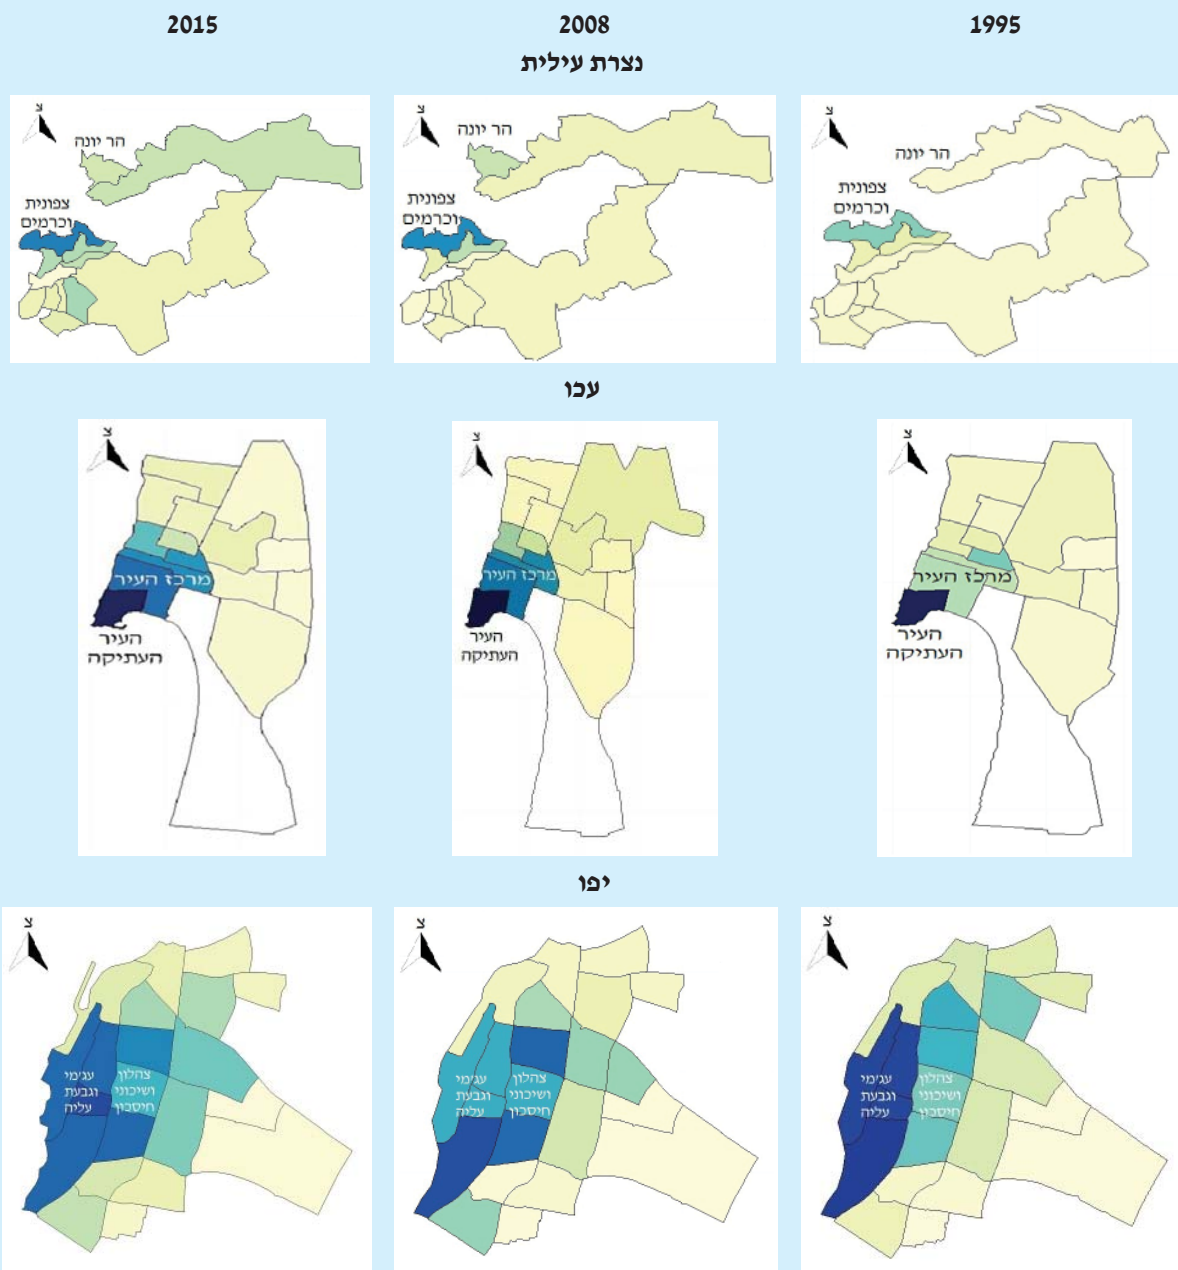 1995
2008
2015
נצרת עילית
צ
הר יונה
צפונית
וכרמים
צ
הר יונה
צפונית
וכרמים
צ
הר יונה
צפונית
וכרמים
עכו
צ
מרכז העיר
העיר
העתיקה
צ
מרכז העיר
העיר
העתיקה
צ
מרכז העיר
העיר
העתיקה
יפו
צ
צהלון
ושיכוני
חיסכון
עג'מי
וגבעת
עליה
צ
צהלון
ושיכוני
חיסכון
עג'מי
וגבעת
עליה
צ
צהלון
ושיכוני
חיסכון
עג'מי
וגבעת
עליה